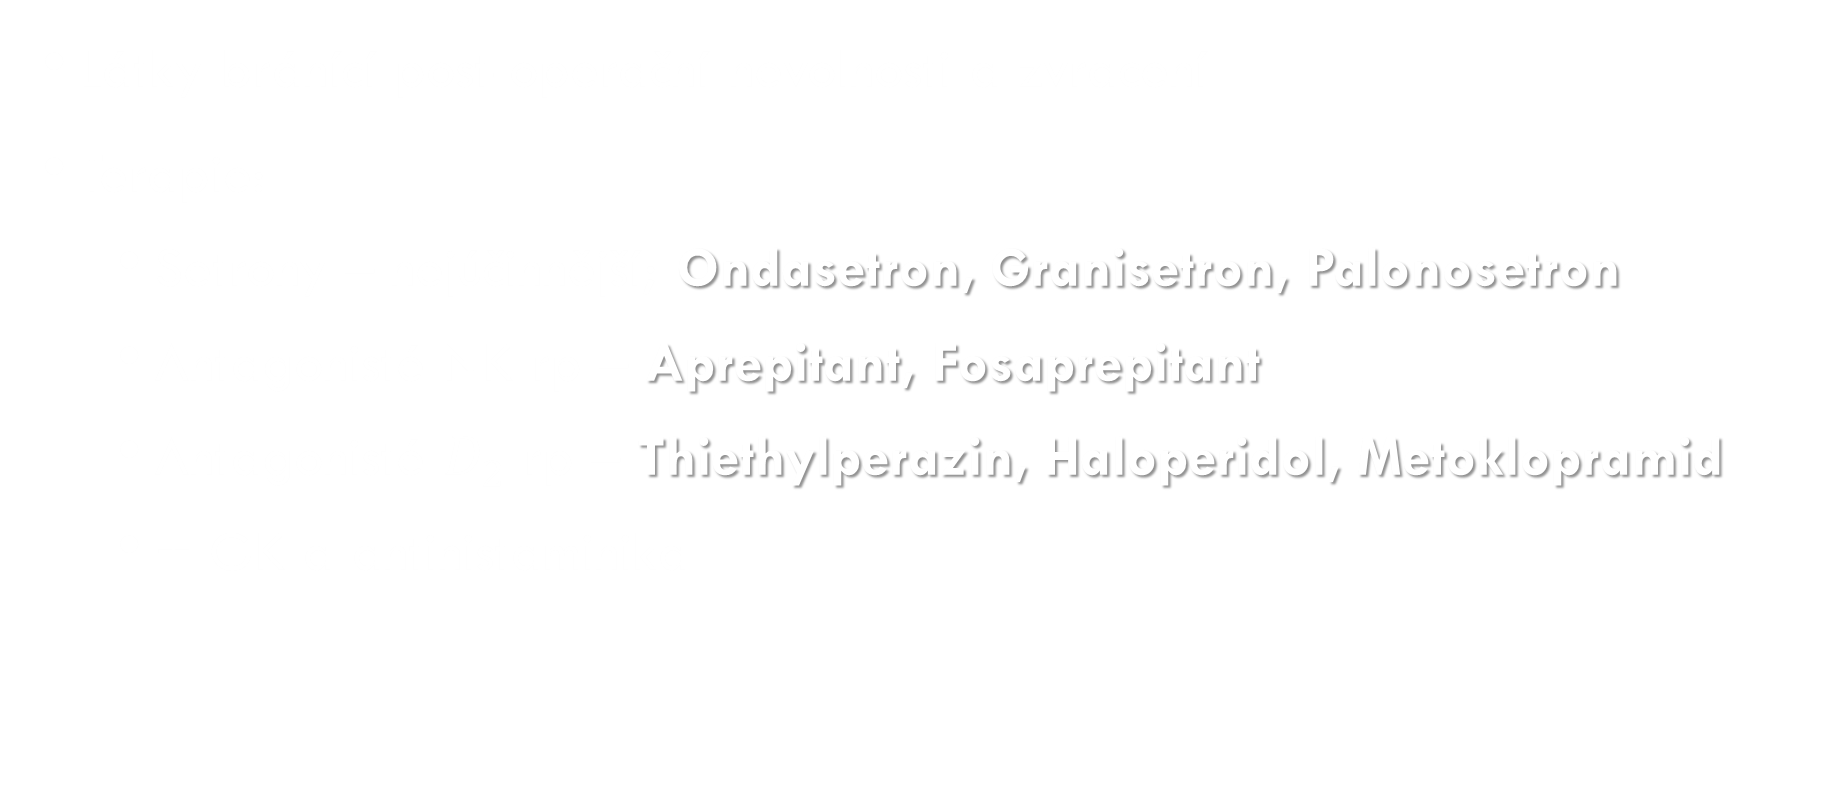 Ondasetron, Granisetron, Palonosetron
Aprepitant, Fosaprepitant
Thiethylperazin, Haloperidol, Metoklopramid